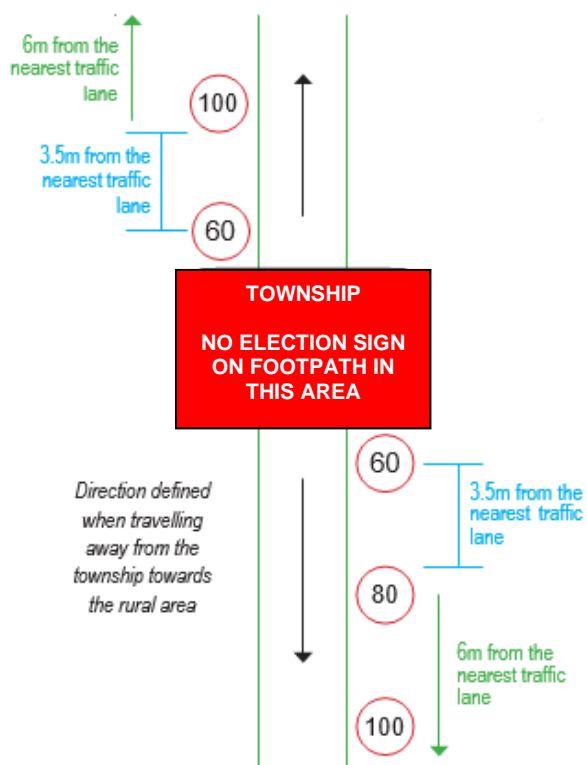 6m from the
nearest traffic
lane
100
3.5m from the
nearest traffic
lane
60
TOWNSHIP
NO ELECTION SIGN
ON FOOTPATH IN
THIS AREA
60
3.5m from the
nearest traffic
lane
Direction defined
when travelling
away from the
township towards
the rural area
80
6m from the
nearest traffic
lane
100